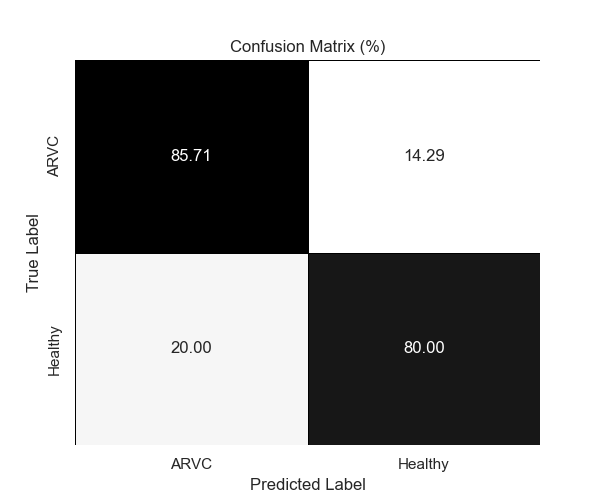 Confusion Matrix (%)
True Label
ARVC
85.71
14.29
Healthy
20.00
80.00
ARVC
Healthy
Predicted Label